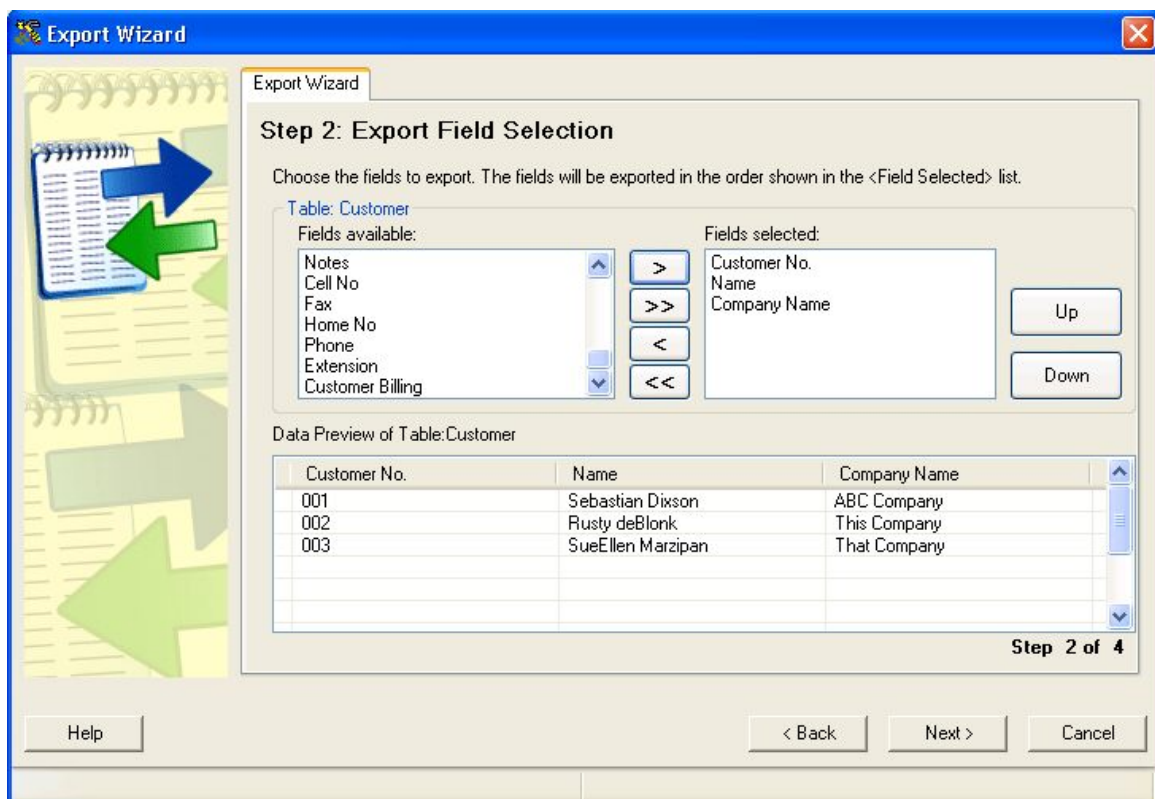 Export Wizard
Export Wizard
Step 2: Export Field Selection
Choose the fields to export. The fields will be exported in the order shown in the <Field Selected> list.
Table: Customer
Fields available:
Notes
Cell No
Fax
Home No
Phone
Extension
Customer Billing
>
>>
<
<<
Fields selected:
Customer No.
Name
Company Name
Up
Down
Data Preview of Table:Customer
Customer No. Name Company Name
001 Sebastian Dixson ABC Company
002 Rusty deBlonk This Company
003 SueEllen Marzipan That Company
Step 2 of 4
Help < Back Next > Cancel